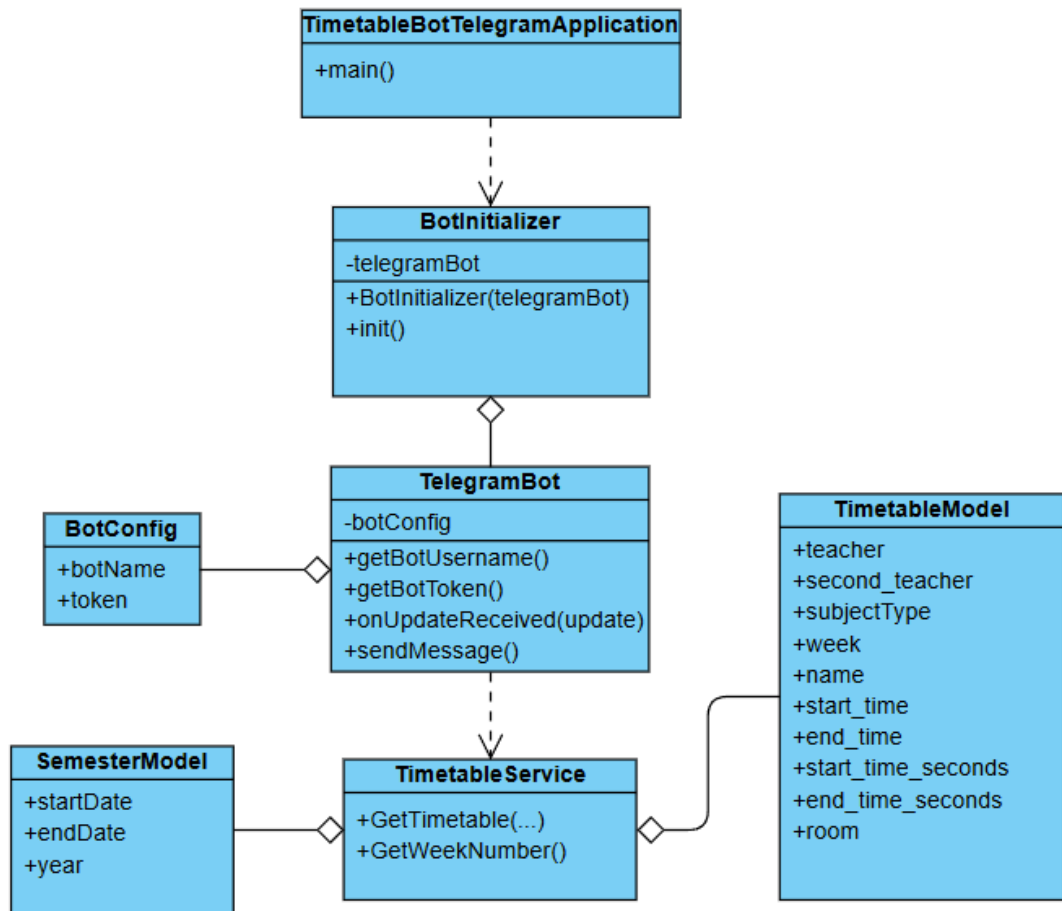 TimetableBotTelegramApplication
+main()
BotInitializer
-telegramBot
+BotInitializer(telegramBot)
+init()
TelegramBot
-botConfig
+getBotUsername()
+getBotToken()
+onUpdateReceived(update)
+sendMessage()
BotConfig
+botName
+token
TimetableModel
+teacher
+second_teacher
+subjectType
+week
+name
+start_time
+end_time
+start_time_seconds
+end_time_seconds
+room
SemesterModel
+startDate
+endDate
+year
TimetableService
+GetTimetable(...)
+GetWeekNumber()